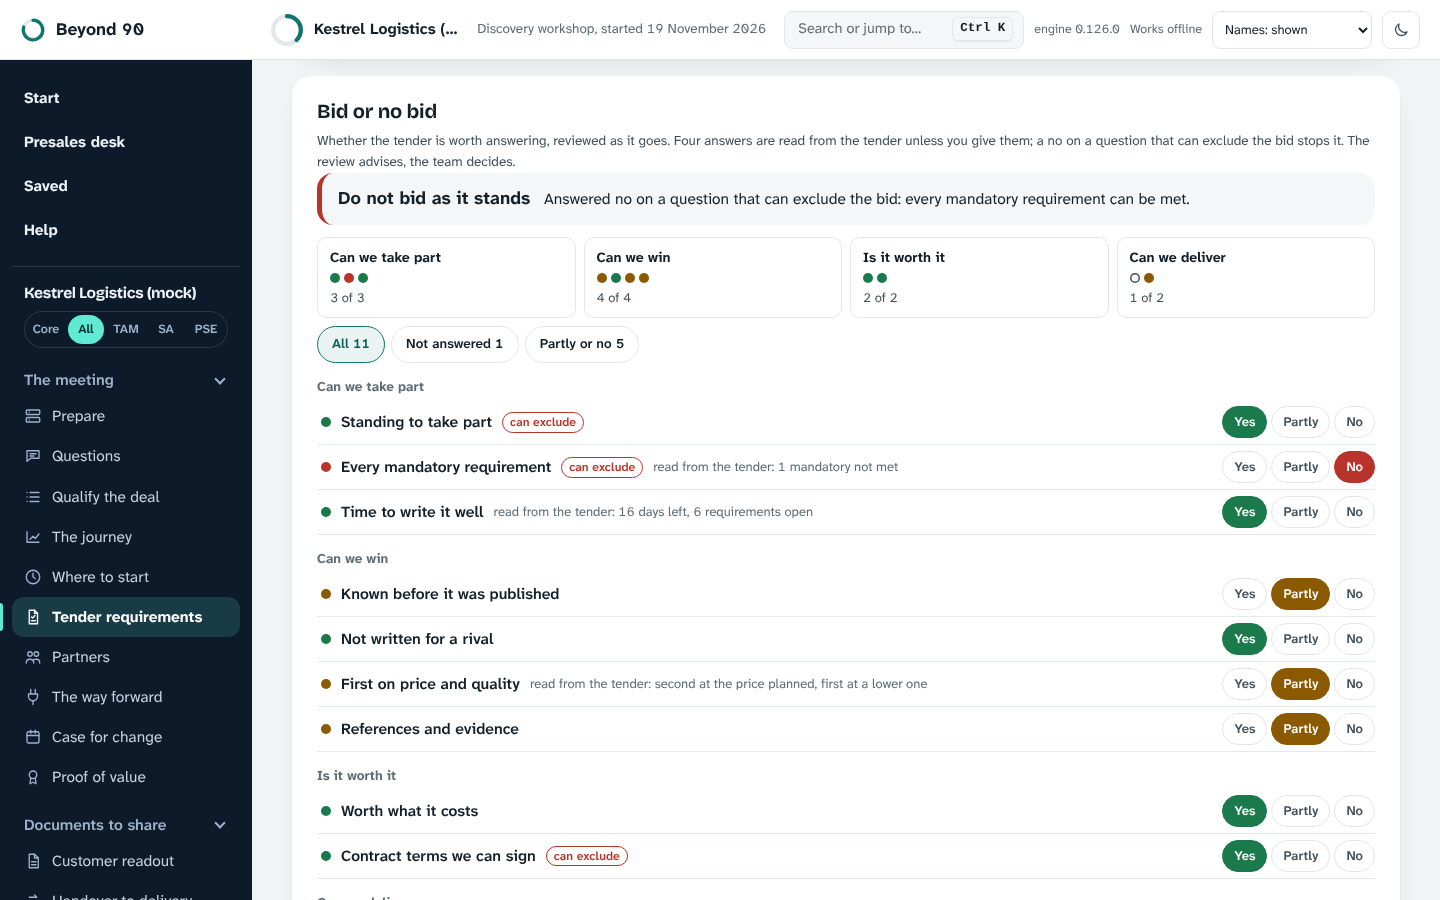 Beyond 90
Kestrel Logistics (...
Discovery workshop, started 19 November 2026
Search or jump to...
Ctrl K
engine 0.126.0
Works offline
Names: shown
Start
Presales desk
Saved
Help
Kestrel Logistics (mock)
Core
All
TAM
SA
PSE
The meeting
Prepare
Questions
Qualify the deal
The journey
Where to start
Tender requirements
Partners
The way forward
Case for change
Proof of value
Documents to share
Customer readout
Bid or no bid
Whether the tender is worth answering, reviewed as it goes. Four answers are read from the tender unless you give them; a no on a question that can exclude the bid stops it. The
review advises, the team decides.
Do not bid as it stands Answered no on a question that can exclude the bid: every mandatory requirement can be met.
Can we take part
3 of 3
Can we win
4 of 4
Is it worth it
2 of 2
Can we deliver
1 of 2
All 11
Not answered 1
Partly or no 5
Can we take part
Standing to take part can exclude Yes Partly No
Every mandatory requirement can exclude read from the tender: 1 mandatory not met Yes Partly No
Time to write it well read from the tender: 16 days left, 6 requirements open Yes Partly No
Can we win
Known before it was published Yes Partly No
Not written for a rival Yes Partly No
First on price and quality read from the tender: second at the price planned, first at a lower one Yes Partly No
References and evidence Yes Partly No
Is it worth it
Worth what it costs Yes Partly No
Contract terms we can sign can exclude Yes Partly No